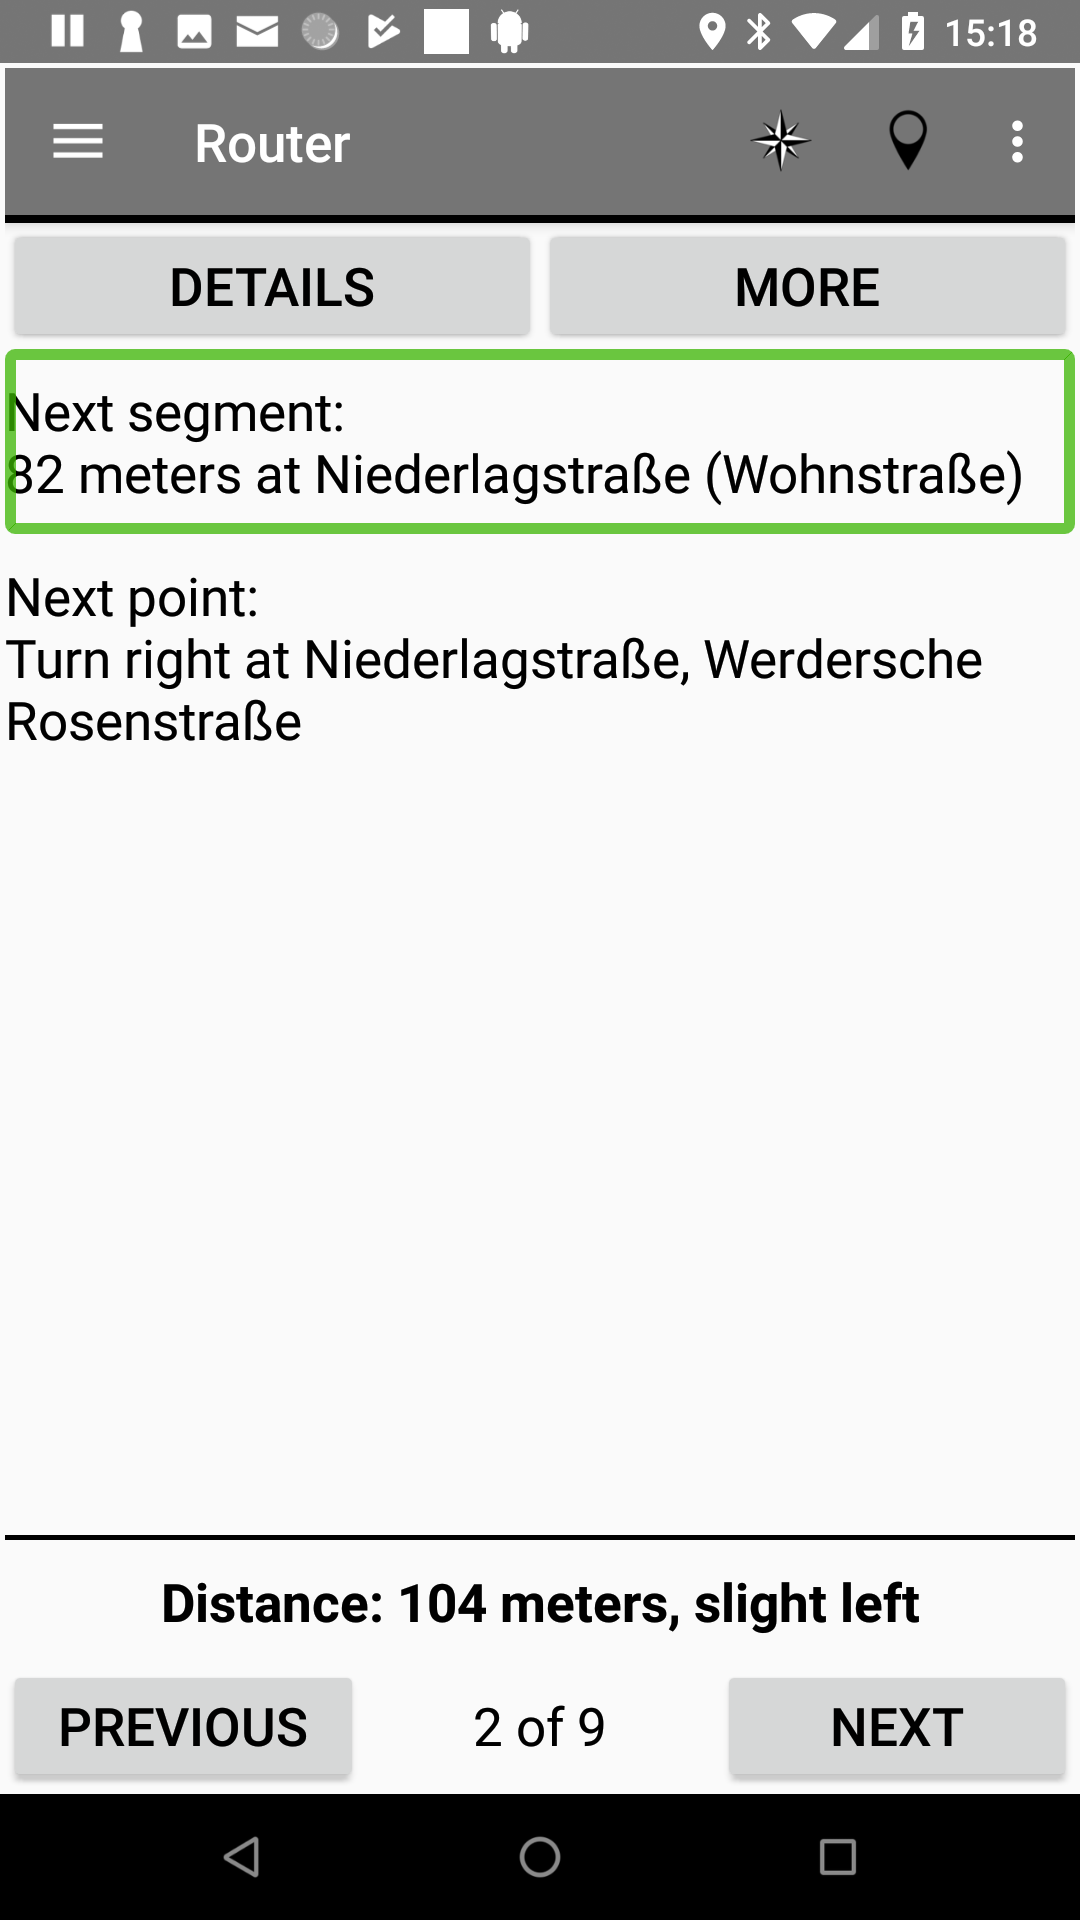 15:18
Router
DETAILS
MORE
Next segment:
82 meters at Niederlagstraße (Wohnstraße)
Next point:
Turn right at Niederlagstraße, Werdersche
Rosenstraße
Distance: 104 meters, slight left
PREVIOUS
2 of 9
NEXT